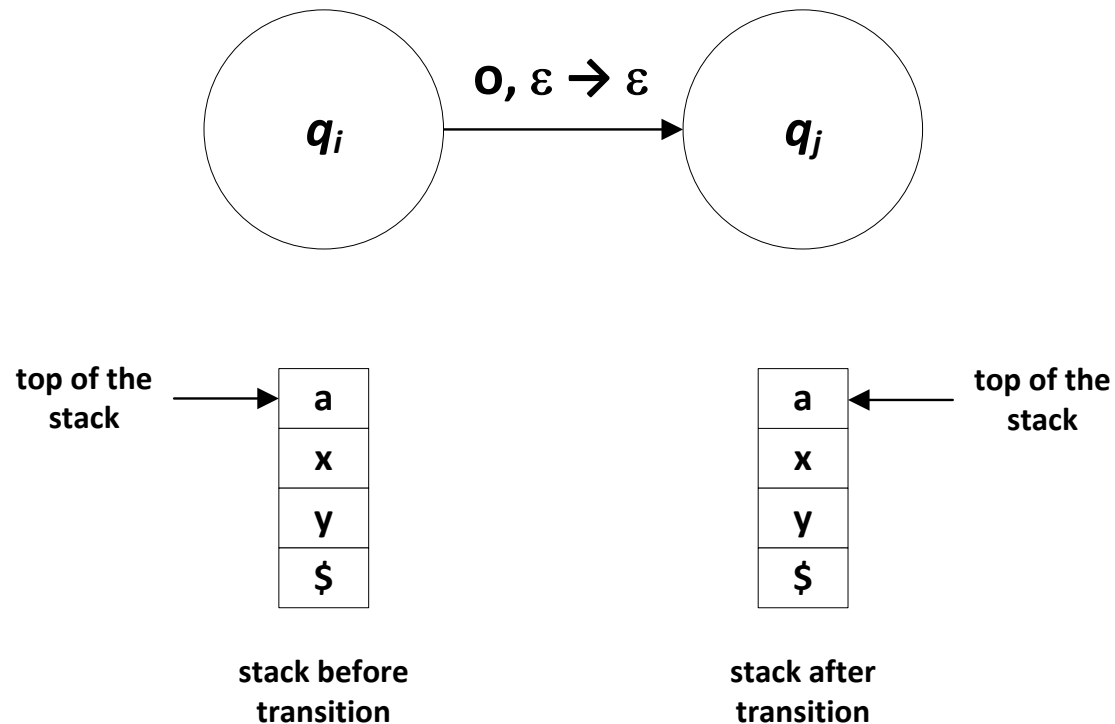 o, ε → ε
qi
qj
top of the
stack
a
x
y
$
a
x
y
$
top of the
stack
stack before
transition
stack after
transition